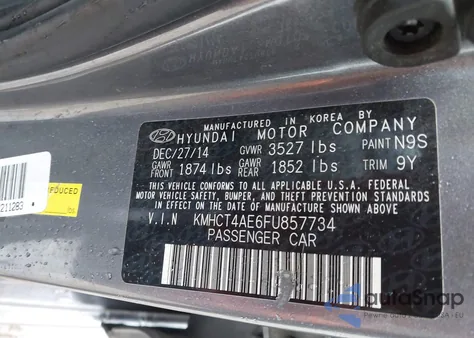 MANUFACTURED IN KOREA BY
HYUNDAI MOTOR COMPANY
DEC/27/14 GVWR 3527 lbs PAINT N9S
GAWR FRONT 1874 lbs GAWR REAR 1852 lbs TRIM 9Y
THIS VEHICLE CONFORMS TO ALL APPLICABLE U.S.A. FEDERAL
MOTOR VEHICLE SAFETY, BUMPER, AND THEFT PREVENTION STANDARDS
IN EFFECT ON THE DATE OF MANUFACTURE SHOWN ABOVE.
V.I.N KMHCT4AE6FU857734
PASSENGER CAR
autoSnap